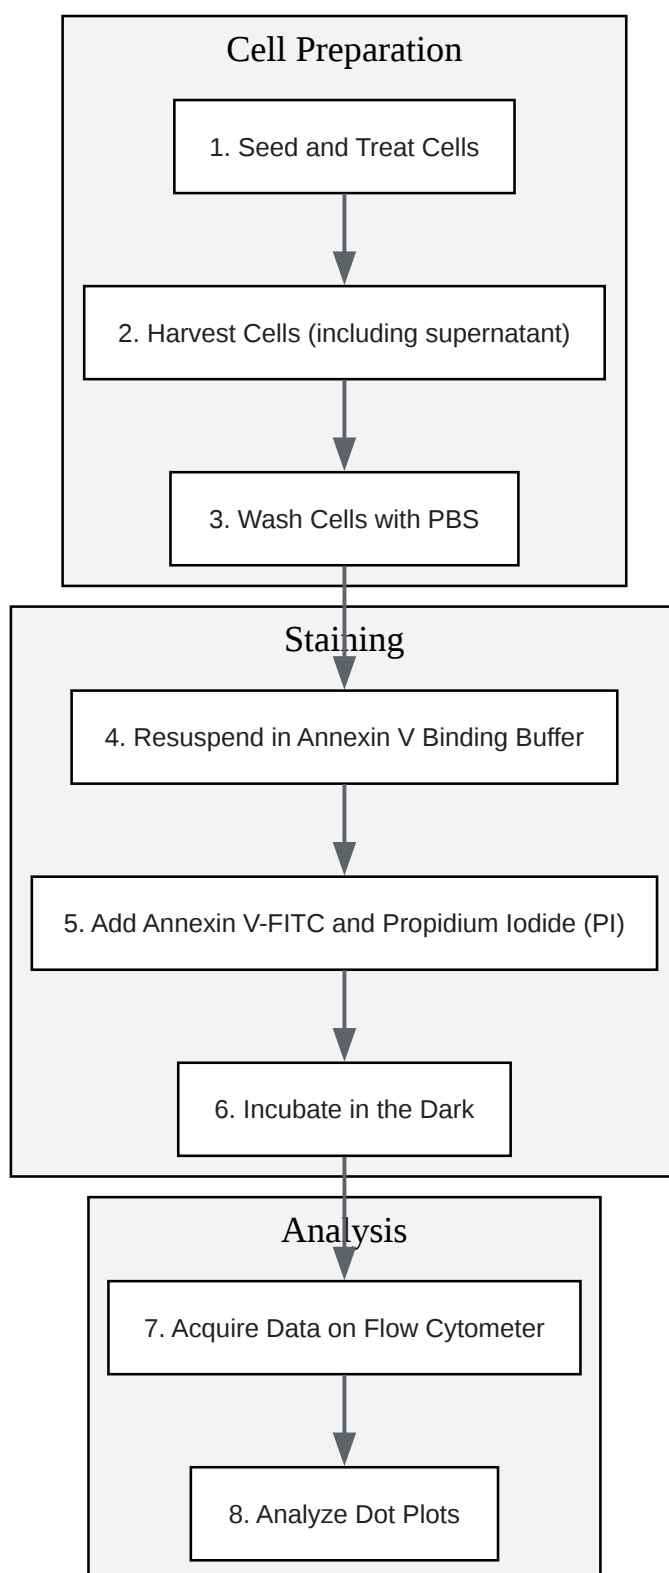 Cell Preparation
1. Seed and Treat Cells
2. Harvest Cells (including supernatant)
3. Wash Cells with PBS
Staining
4. Resuspend in Annexin V Binding Buffer
5. Add Annexin V-FITC and Propidium Iodide (PI)
6. Incubate in the Dark
Analysis
7. Acquire Data on Flow Cytometer
8. Analyze Dot Plots